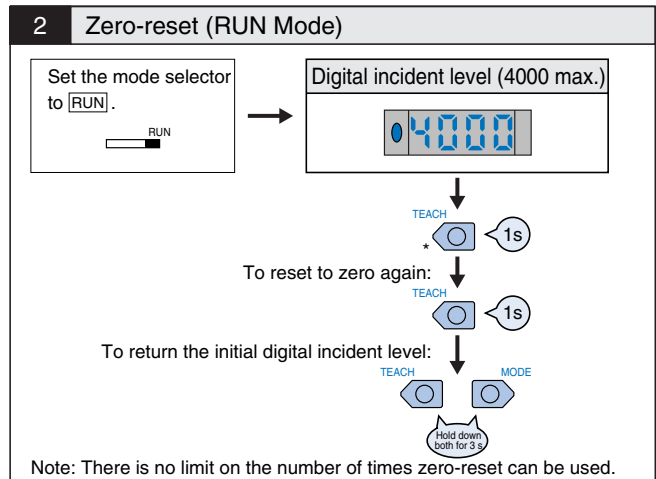 2 Zero-reset (RUN Mode)
Set the mode selector
to RUN .
RUN
Digital incident level (4000 max.)
4000
TEACH
* 1s
To reset to zero again:
TEACH
1s
To return the initial digital incident level:
TEACH MODE
Hold down
both for 3 s
Note: There is no limit on the number of times zero-reset can be used.